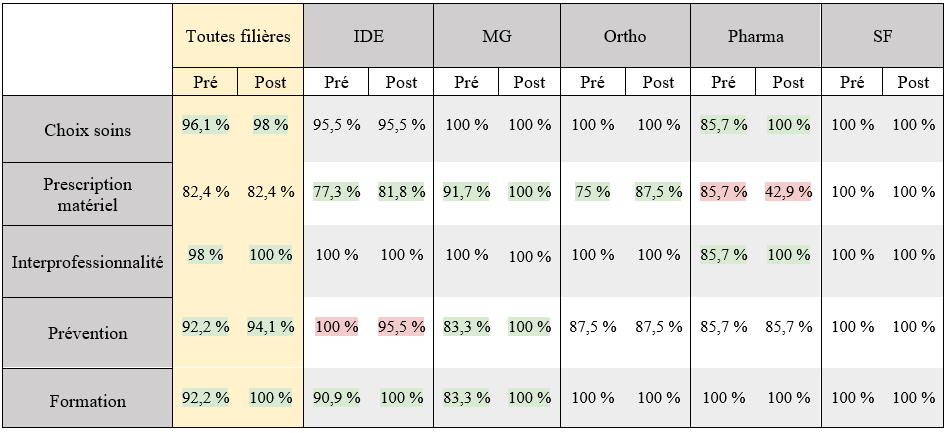 Toutes filières IDE MG Ortho Pharma SF
Pré Post Pré Post Pré Post Pré Post Pré Post Pré Post
Choix soins 96,1 % 98 % 95,5 % 95,5 % 100 % 100 % 100 % 100 % 85,7 % 100 % 100 % 100 %
Prescription
matériel 82,4 % 82,4 % 77,3 % 81,8 % 91,7 % 100 % 75 % 87,5 % 85,7 % 42,9 % 100 % 100 %
Interprofessionnalité 98 % 100 % 100 % 100 % 100 % 100 % 100 % 100 % 85,7 % 100 % 100 % 100 %
Prévention 92,2 % 94,1 % 100 % 95,5 % 83,3 % 100 % 87,5 % 87,5 % 85,7 % 85,7 % 100 % 100 %
Formation 92,2 % 100 % 90,9 % 100 % 83,3 % 100 % 100 % 100 % 100 % 100 % 100 % 100 %